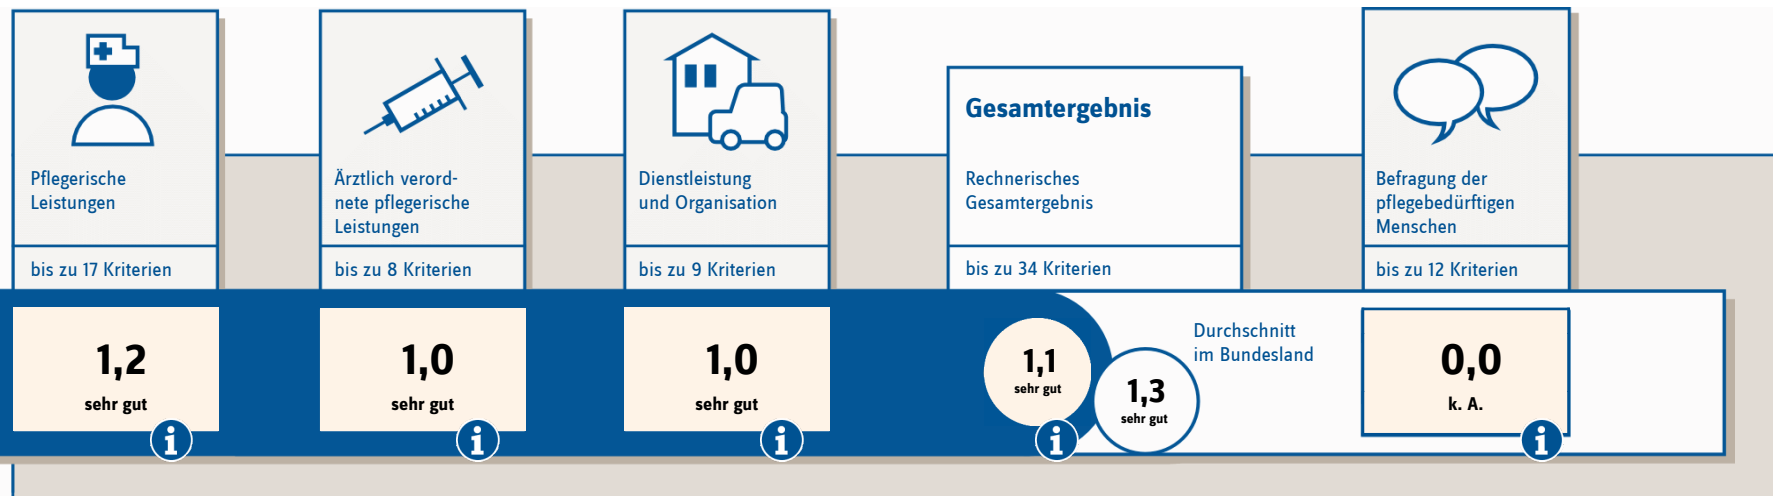 Pflegerische
Leistungen
bis zu 17 Kriterien
1,2
sehr gut
i
Ärztlich verord-
nete pflegerische
Leistungen
bis zu 8 Kriterien
1,0
sehr gut
i
Dienstleistung
und Organisation
bis zu 9 Kriterien
1,0
sehr gut
i
Gesamtergebnis
Rechnerisches
Gesamtergebnis
bis zu 34 Kriterien
1,1
sehr gut
i
1,3
sehr gut
Durchschnitt
im Bundesland
Befragung der
pflegebedürftigen
Menschen
bis zu 12 Kriterien
0,0
k. A.
i